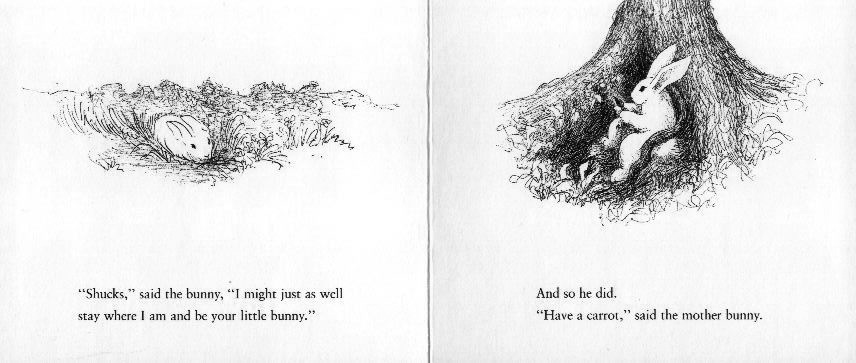 “Shucks,” said the bunny, “I might just as well
stay where I am and be your little bunny.”
And so he did.
“Have a carrot,” said the mother bunny.